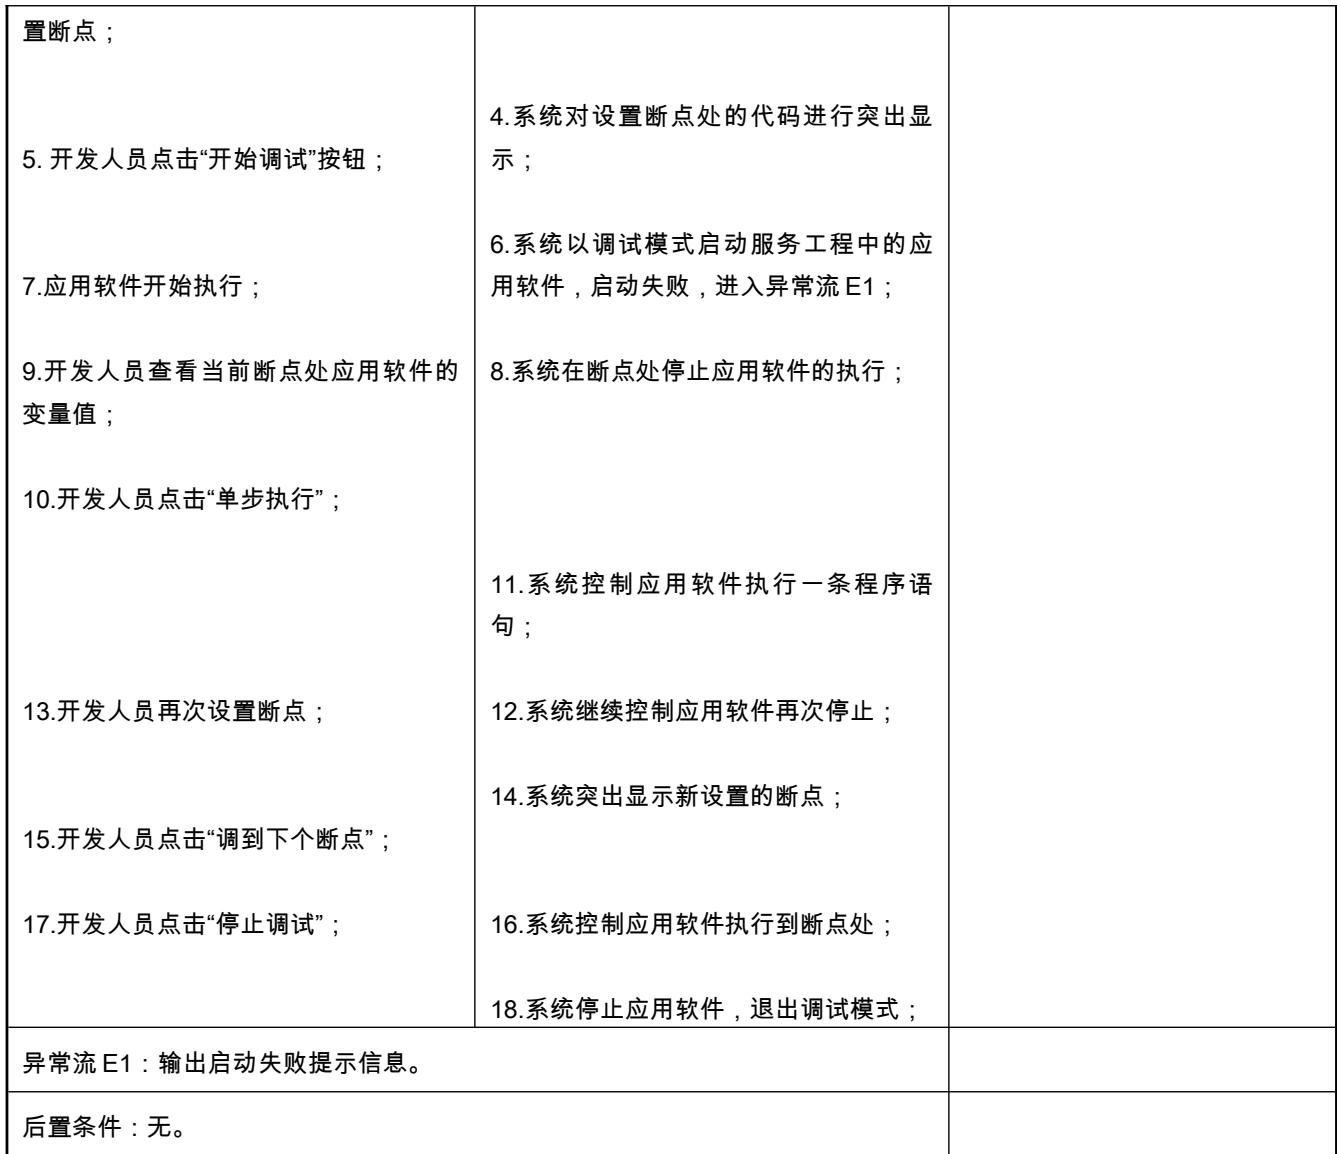 置断点；
5. 开发人员点击“开始调试”按钮；
7.应用软件开始执行；
9.开发人员查看当前断点处应用软件的
变量值；
10.开发人员点击“单步执行”；
13.开发人员再次设置断点；
15.开发人员点击“调到下个断点”；
17.开发人员点击“停止调试”；
4.系统对设置断点处的代码进行突出显
示；
6.系统以调试模式启动服务工程中的应
用软件，启动失败，进入异常流 E1；
8.系统在断点处停止应用软件的执行；
11.系统控制应用软件执行一条程序语
句；
12.系统继续控制应用软件再次停止；
14.系统突出显示新设置的断点；
16.系统控制应用软件执行到断点处；
18.系统停止应用软件，退出调试模式；
异常流 E1：输出启动失败提示信息。
后置条件：无。